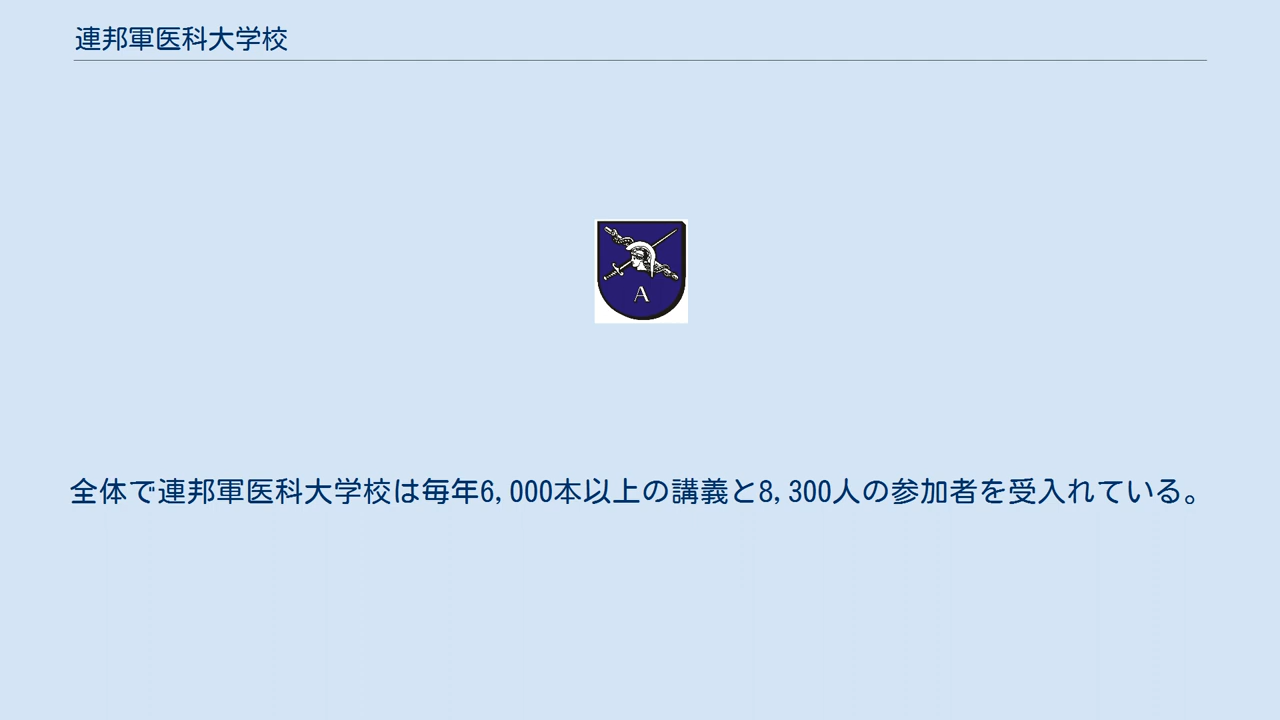 連邦軍医科大学校
A
全体で連邦軍医科大学校は毎年6,000本以上の講義と8,300人の参加者を受入れている。